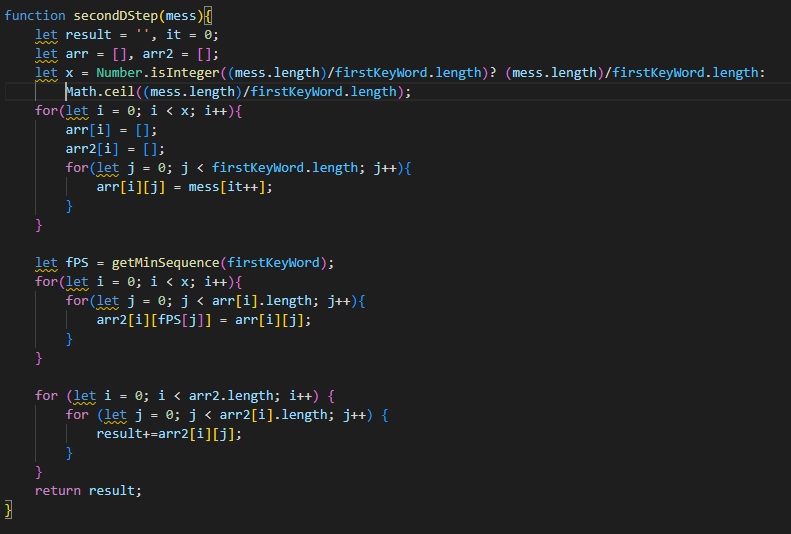 function secondDStep(mess){
    let result = '', it = 0;
    let arr = [], arr2 = [];
    let x = Number.isInteger((mess.length)/firstKeyWord.length)? (mess.length)/firstKeyWord.length:
        Math.ceil((mess.length)/firstKeyWord.length);
    for(let i = 0; i < x; i++){
        arr[i] = [];
        arr2[i] = [];
        for(let j = 0; j < firstKeyWord.length; j++){
            arr[i][j] = mess[it++];
        }
    }

    let fPS = getMinSequence(firstKeyWord);
    for(let i = 0; i < x; i++){
        for(let j = 0; j < arr[i].length; j++){
            arr2[i][fPS[j]] = arr[i][j];
        }
    }

    for (let i = 0; i < arr2.length; i++) {
        for (let j = 0; j < arr2[i].length; j++) {
            result+=arr2[i][j];
        }
    }
    return result;
}